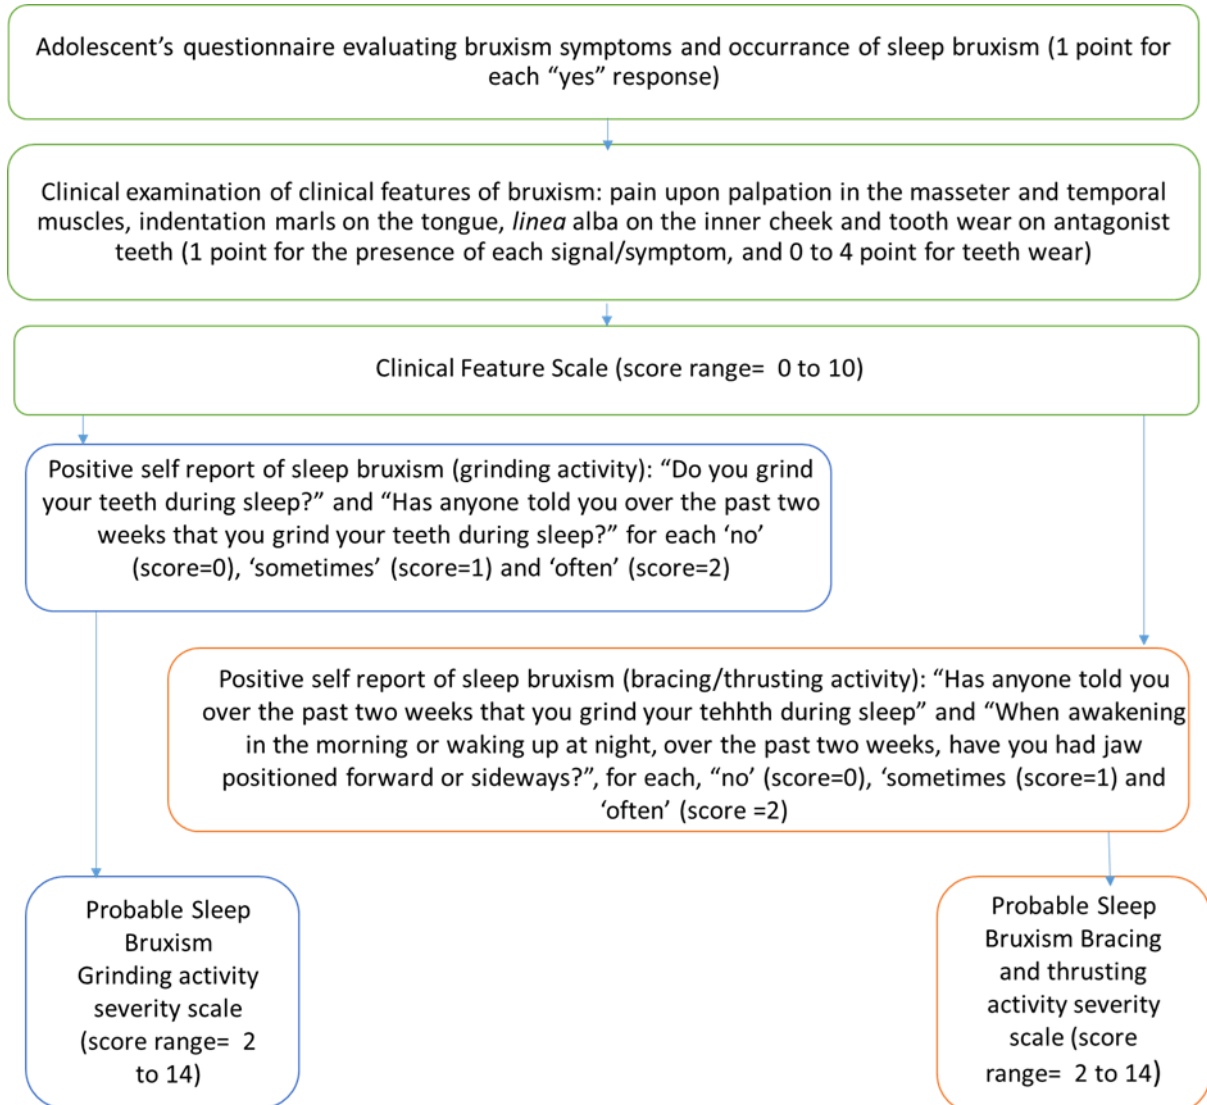 Adolescent's questionnaire evaluating bruxism symptoms and occurrance of sleep bruxism (1 point for
each “yes” response)
Clinical examination of clinical features of bruxism: pain upon palpation in the masseter and temporal
muscles, indentation marls on the tongue, linea alba on the inner cheek and tooth wear on antagonist
teeth (1 point for the presence of each signal/symptom, and 0 to 4 point for teeth wear)
Clinical Feature Scale (score range=  0 to 10)
Positive self report of sleep bruxism (grinding activity): “Do you grind
your teeth during sleep?” and “Has anyone told you over the past two
weeks that you grind your teeth during sleep?” for each ‘no’
(score=0), ‘sometimes’ (score=1) and ‘often’ (score=2)
Positive self report of sleep bruxism (bracing/thrusting activity): “Has anyone told you
over the past two weeks that you grind your tehhth during sleep” and “When awakening
in the morning or waking up at night, over the past two weeks, have you had jaw
positioned forward or sideways?”, for each, “no’ (score=0), ‘sometimes (score=1) and
‘often’ (score =2)
Probable Sleep
Bruxism
Grinding activity
severity scale
(score range=  2
to 14)
Probable Sleep
Bruxism Bracing
and thrusting
activity severity
scale (score
range=  2 to 14)